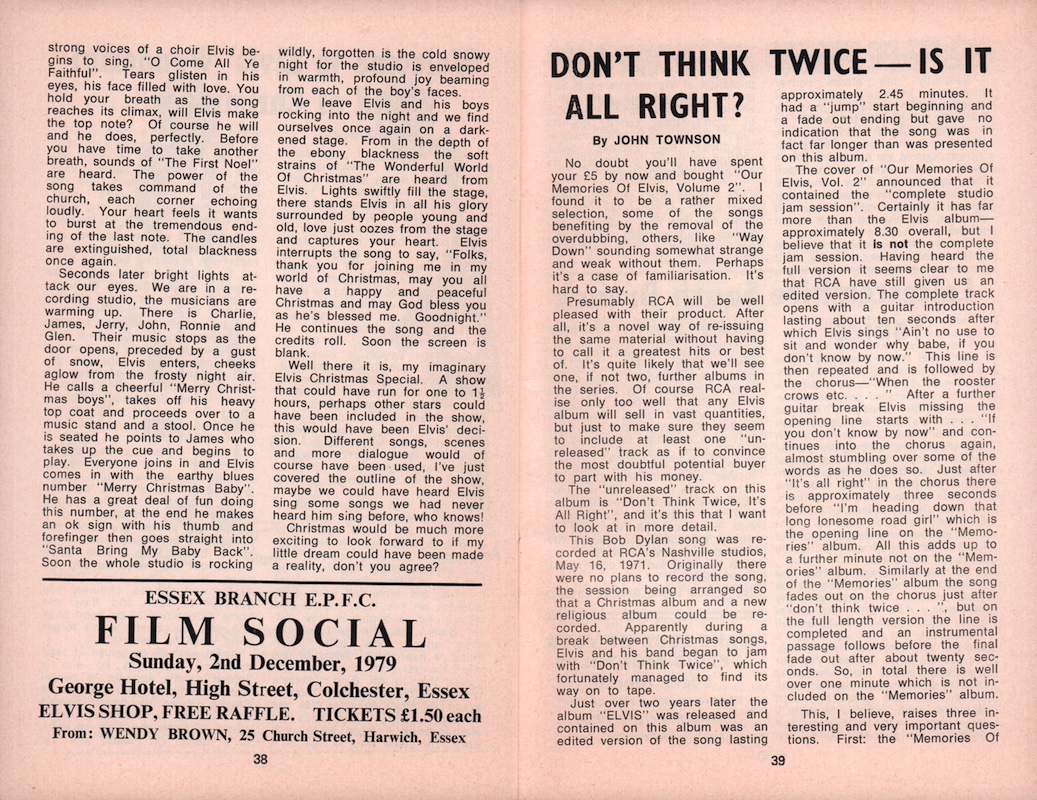 strong voices of a choir Elvis be-
gins to sing, "O Come All Ye
Faithful". Tears glisten in his
eyes, his face filled with love. You
hold your breath as the song
reaches its climax, will Elvis make
the top note? Of course he will
and he does, perfectly. Before
you have time to take another
breath, sounds of "The First Noel"
are heard. The power of the
song takes command of the
church, each corner echoing
loudly. Your heart feels it wants
to burst at the tremendous end-
ing of the last note. The candles
are extinguished, total blackness
once again.
Seconds later bright lights at-
tack our eyes. We are in a re-
cording studio, the musicians are
warming up. There is Charlie,
James, Jerry, John, Ronnie and
Glen. Their music stops as the
door opens, preceded by a gust
of snow, Elvis enters, cheeks
aglow from the frosty night air.
He calls a cheerful "Merry Christ-
mas boys", takes off his heavy
top coat and proceeds over to a
music stand and a stool. Once he
is seated he points to James who
takes up the cue and begins to
play. Everyone joins in and Elvis
comes in with the earthy blues
number "Merry Christmas Baby".
He has a great deal of fun doing
this number, at the end he makes
an ok sign with his thumb and
forefinger then goes straight into
"Santa Bring My Baby Back".
Soon the whole studio is rocking
wildly, forgotten is the cold snowy
night for the studio is enveloped
in warmth, profound joy beaming
from each of the boy's faces.
We leave Elvis and his boys
rocking into the night and we find
ourselves once again on a dark-
ened stage. From in the depth of
the ebony blackness the soft
strains of "The Wonderful World
Of Christmas" are heard from
Elvis. Lights swiftly fill the stage,
there stands Elvis in all his glory
surrounded by people young and
old, love just oozes from the stage
and captures your heart. Elvis
interrupts the song to say, "Folks,
thank you for joining me in my
world of Christmas, may you all
have a happy and peaceful
Christmas and may God bless you
as he's blessed me. Goodnight."
He continues the song and the
credits roll. Soon the screen is
blank.
Well there it is, my imaginary
Elvis Christmas Special. A show
that could have run for one to 1½
hours, perhaps other stars could
have been included in the show,
this would have been Elvis' deci-
sion. Different songs, scenes
and more dialogue would of
course have been used, I've just
covered the outline of the show,
maybe we could have heard Elvis
sing some songs we had never
heard him sing before, who knows!
Christmas would be much more
exciting to look forward to if my
little dream could have been made
a reality, don't you agree?
ESSEX BRANCH E.P.F.C.
FILM SOCIAL
Sunday, 2nd December, 1979
George Hotel, High Street, Colchester, Essex
ELVIS SHOP, FREE RAFFLE. TICKETS £1.50 each
From: WENDY BROWN, 25 Church Street, Harwich, Essex
38
DON'T THINK TWICE — IS IT
ALL RIGHT?
By JOHN TOWNSON
No doubt you'll have spent
your £5 by now and bought "Our
Memories Of Elvis, Volume 2". I
found it to be a rather mixed
selection, some of the songs
benefiting by the removal of the
overdubbing, others, like "Way
Down" sounding somewhat strange
and weak without them. Perhaps
it's a case of familiarisation. It's
hard to say.
Presumably RCA will be well
pleased with their product. After
all, it's a novel way of re-issuing
the same material without having
to call it a greatest hits or best
of. It's quite likely that we'll see
one, if not two, further albums in
the series. Of course RCA real-
ise only too well that any Elvis
album will sell in vast quantities,
but just to make sure they seem
to include at least one "un-
released" track as if to convince
the most doubtful potential buyer
to part with his money.
The "unreleased" track on this
album is "Don't Think Twice, It's
All Right", and it's this that I want
to look at in more detail.
This Bob Dylan song was re-
corded at RCA's Nashville studios,
May 16, 1971. Originally there
were no plans to record the song,
the session being arranged so
that a Christmas album and a new
religious album could be re-
corded. Apparently during a
break between Christmas songs,
Elvis and his band began to jam
with "Don't Think Twice", which
fortunately managed to find its
way on to tape.
Just over two years later the
album "ELVIS" was released and
contained on this album was an
edited version of the song lasting
approximately 2.45 minutes. It
had a "jump" start beginning and
a fade out ending but gave no
indication that the song was in
fact far longer than was presented
on this album.
The cover of "Our Memories Of
Elvis, Vol. 2" announced that it
contained the "complete studio
jam session". Certainly it has far
more than the Elvis album—
approximately 8.30 overall, but I
believe that it is not the complete
jam session. Having heard the
full version it seems clear to me
that RCA have still given us an
edited version. The complete track
opens with a guitar introduction
lasting about ten seconds after
which Elvis sings "Ain't no use to
sit and wonder why babe, if you
don't know by now." This line is
then repeated and is followed by
the chorus—"When the rooster
crows etc. . . . " After a further
guitar break Elvis missing the
opening line starts with . . . "If
you don't know by now" and con-
tinues into the chorus again,
almost stumbling over some of the
words as he does so. Just after
"It's all right" in the chorus there
is approximately three seconds
before "I'm heading down that
long lonesome road girl" which is
the opening line on the "Memo-
ries" album. All this adds up to
a further minute not on the "Mem-
ories" album. Similarly at the end
of the "Memories" album the song
fades out on the chorus just after
"don't think twice . . . ", but on
the full length version the line is
completed and an instrumental
passage follows before the final
fade out after about twenty sec-
onds. So, in total there is well
over one minute which is not in-
cluded on the "Memories" album.
This, I believe, raises three in-
teresting and very important ques-
tions. First: the "Memories Of
39